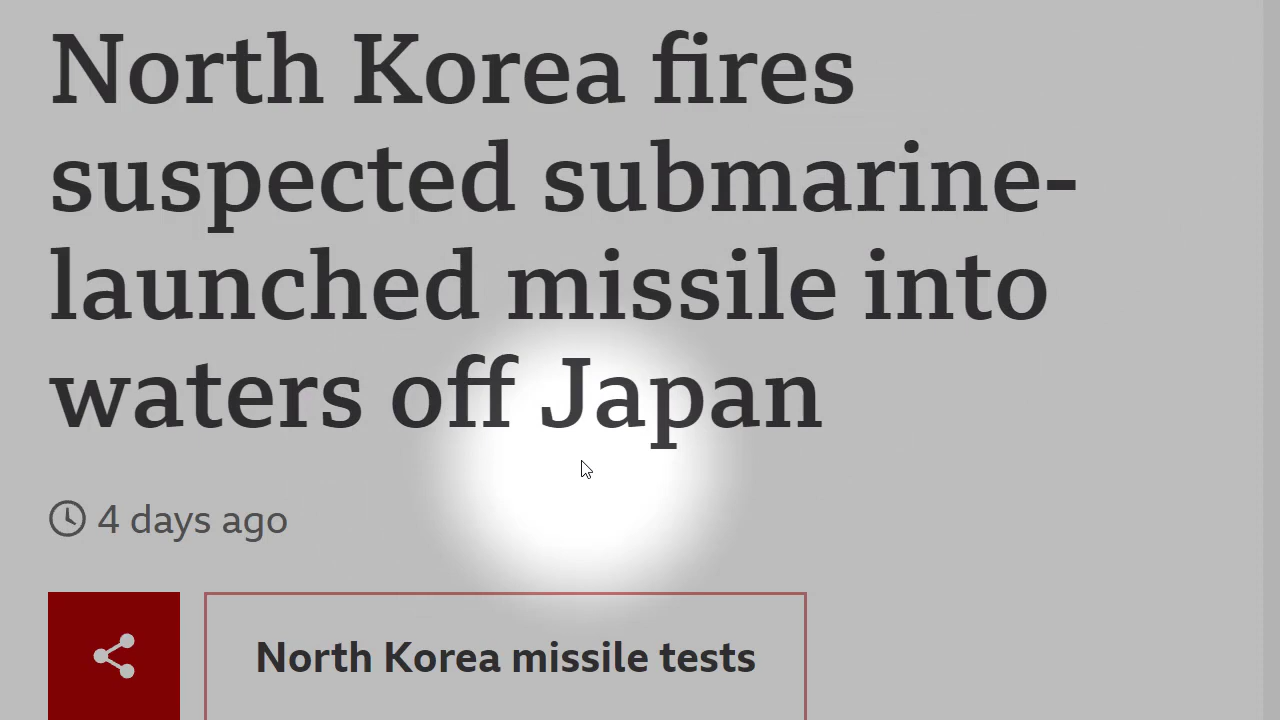 North Korea fires
suspected submarine-
launched missile into
waters off Japan
4 days ago
North Korea missile tests